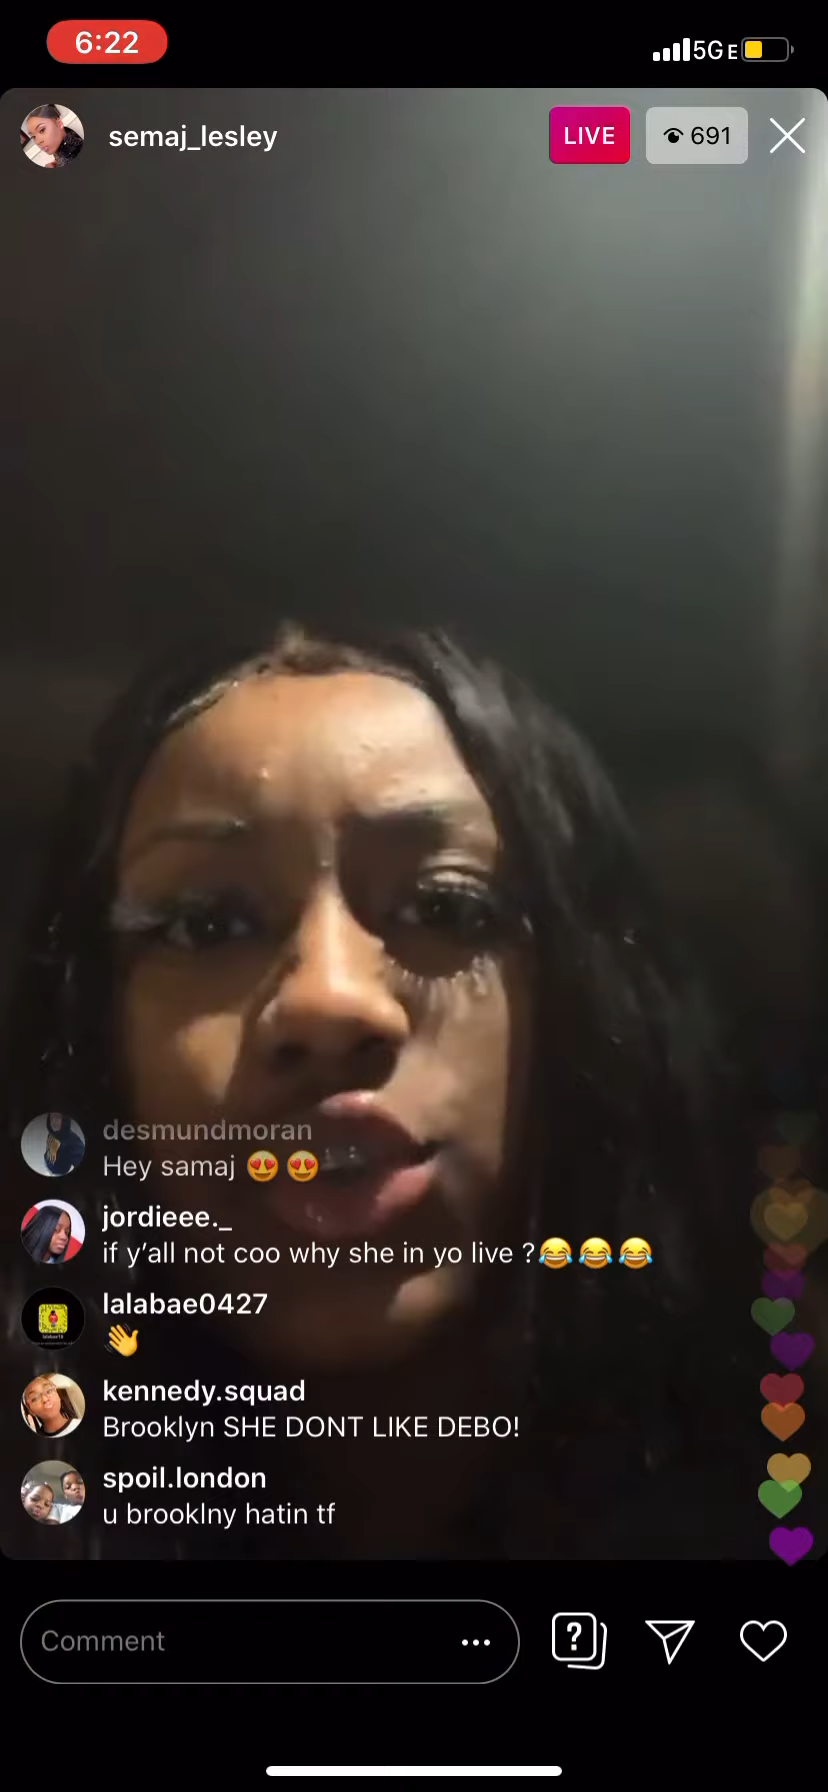 6:22
5GE
semaj_lesley
LIVE
691
desmundmoran
Hey samaj 😍😍
jordieee._
if y'all not coo why she in yo live ?😂😂😂
lalabae0427
👋
kennedy.squad
Brooklyn SHE DONT LIKE DEBO!
spoil.london
u brooklny hatin tf
Comment